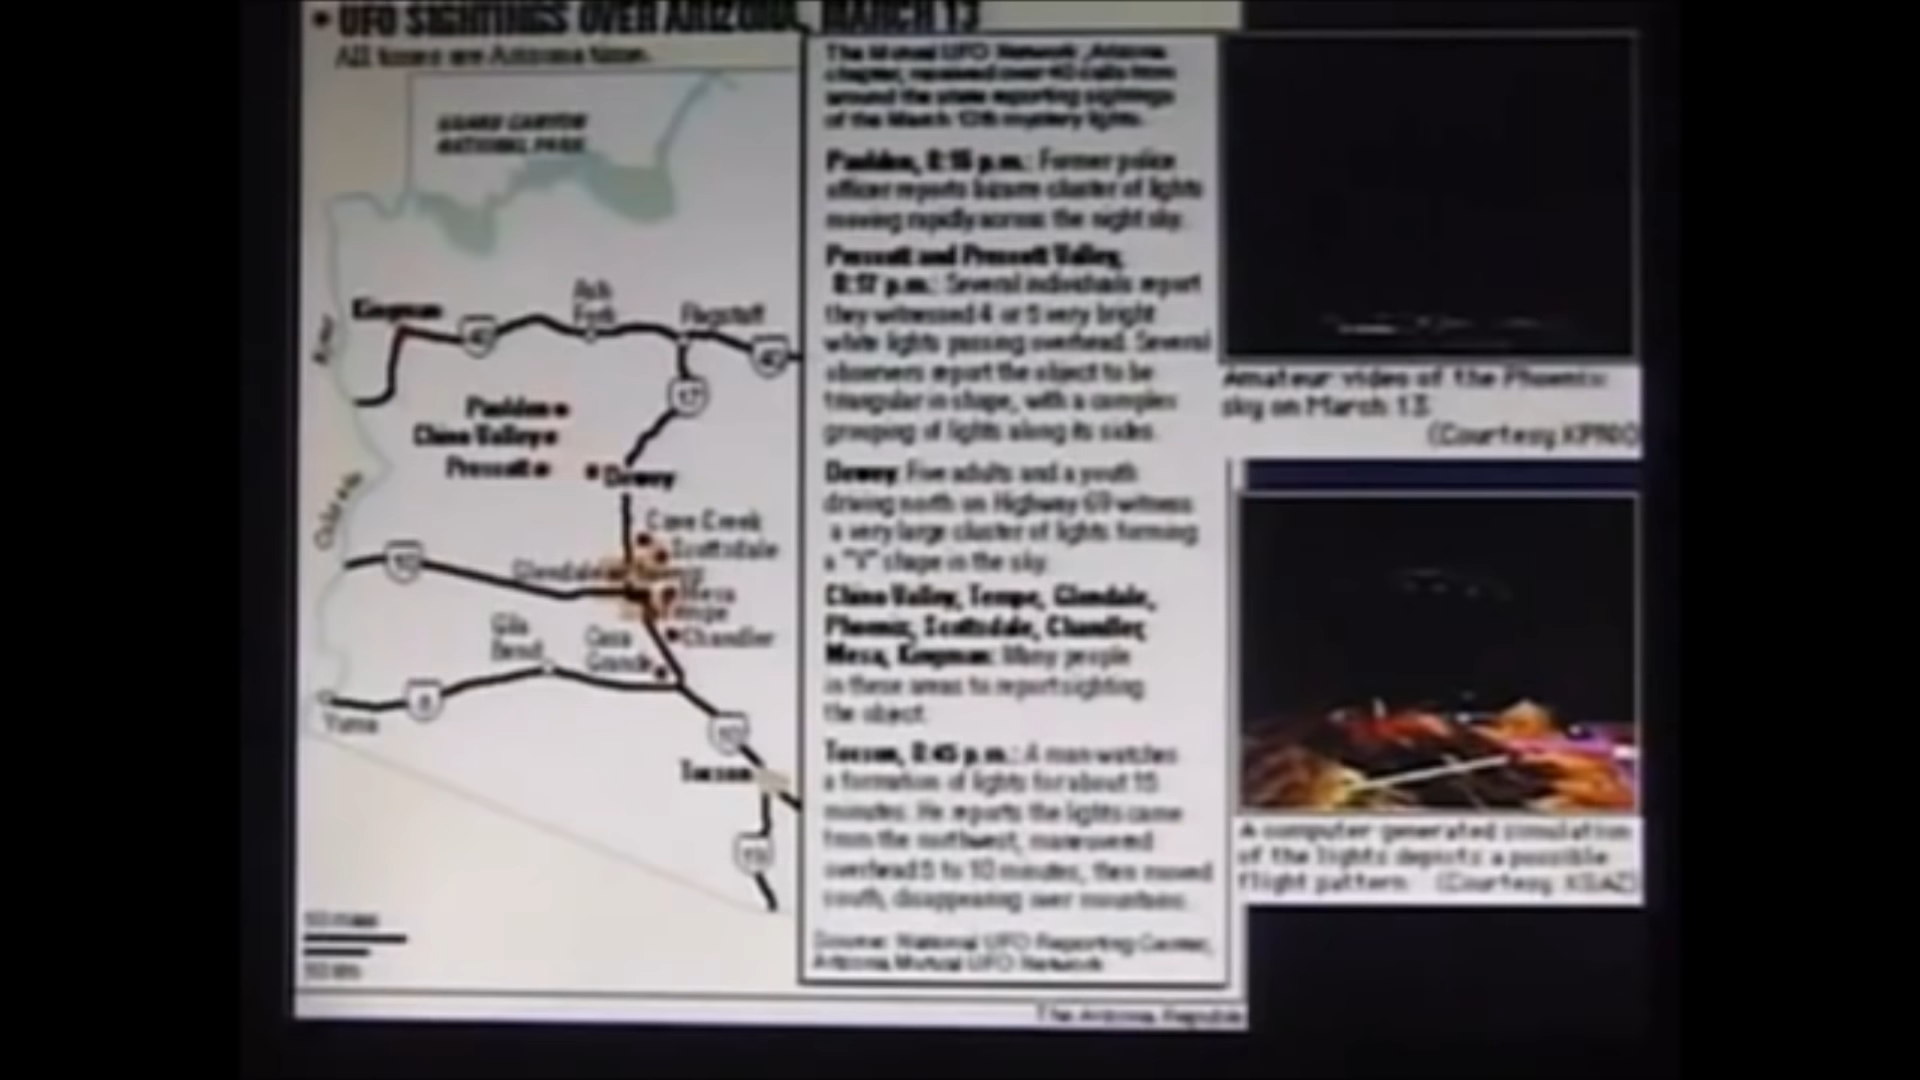 • UFO SIGHTINGS OVER ARIZONA, MARCH 13
All times are Arizona time.
GRAND CANYON
NATIONAL PARK
Kingman
40
Ash
Fork
Flagstaff
40
17
Paulden
Chino Valley
Prescott
Dewey
River
Colorado
Cave Creek
Scottsdale
Glendale
Mesa
Tempe
Chandler
10
Gila
Bend
Casa
Grande
8
Yuma
10
Tucson
19
The Mutual UFO Network, Arizona
chapter, received over 40 calls from
around the state reporting sightings
of the March 13th mystery lights.
Paulden, 8:15 p.m.: Former police
officer reports bizarre cluster of lights
moving rapidly across the night sky.
Prescott and Prescott Valley,
8:17 p.m.: Several individuals report
they witnessed 4 or 5 very bright
white lights passing overhead. Several
observers report the object to be
triangular in shape, with a complex
grouping of lights along its sides.
Dewey: Five adults and a youth
driving north on Highway 69 witness
a very large cluster of lights forming
a "V" shape in the sky.
Chino Valley, Tempe, Glendale,
Phoenix, Scottsdale, Chandler,
Mesa, Kingman: Many people
in these areas to report sighting
the object.
Tucson, 8:45 p.m.: A man watches
a formation of lights for about 15
minutes. He reports the lights came
from the northwest, maneuvered
overhead 5 to 10 minutes, then moved
south, disappearing over mountains.
Source: National UFO Reporting Center,
Arizona Mutual UFO Network
The Arizona Republic
Amateur video of the Phoenix
sky on March 13.
(Courtesy KPNX)
A computer generated simulation
of the lights depicts a possible
flight pattern. (Courtesy KSAZ)